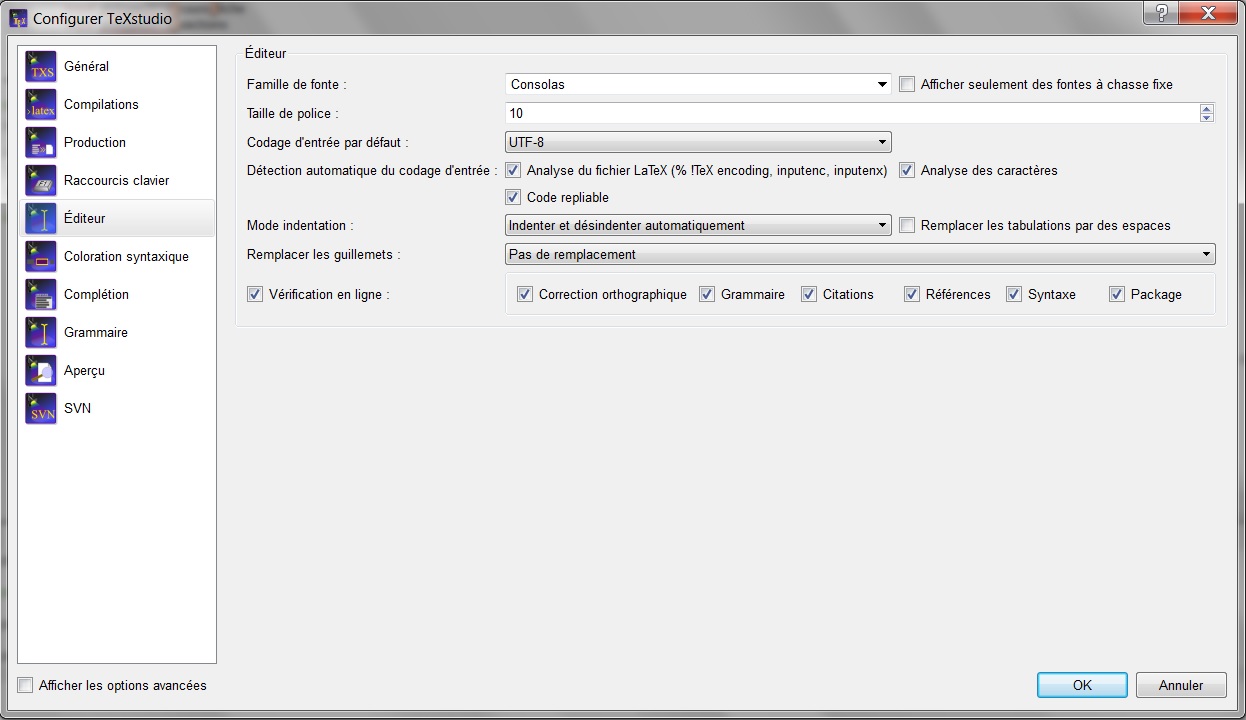 Configurer TeXstudio
Général
Compilations
Production
Raccourcis clavier
Éditeur
Coloration syntaxique
Complétion
Grammaire
Aperçu
SVN
Éditeur
Famille de fonte : Consolas Afficher seulement des fontes à chasse fixe
Taille de police : 10
Codage d'entrée par défaut : UTF-8
Détection automatique du codage d'entrée : Analyse du fichier LaTeX (% !TeX encoding, inputenc, inputenx) Analyse des caractères
Code repliable
Mode indentation : Indenter et désindenter automatiquement Remplacer les tabulations par des espaces
Remplacer les guillemets : Pas de remplacement
Vérification en ligne : Correction orthographique Grammaire Citations Références Syntaxe Package
Afficher les options avancées
OK Annuler